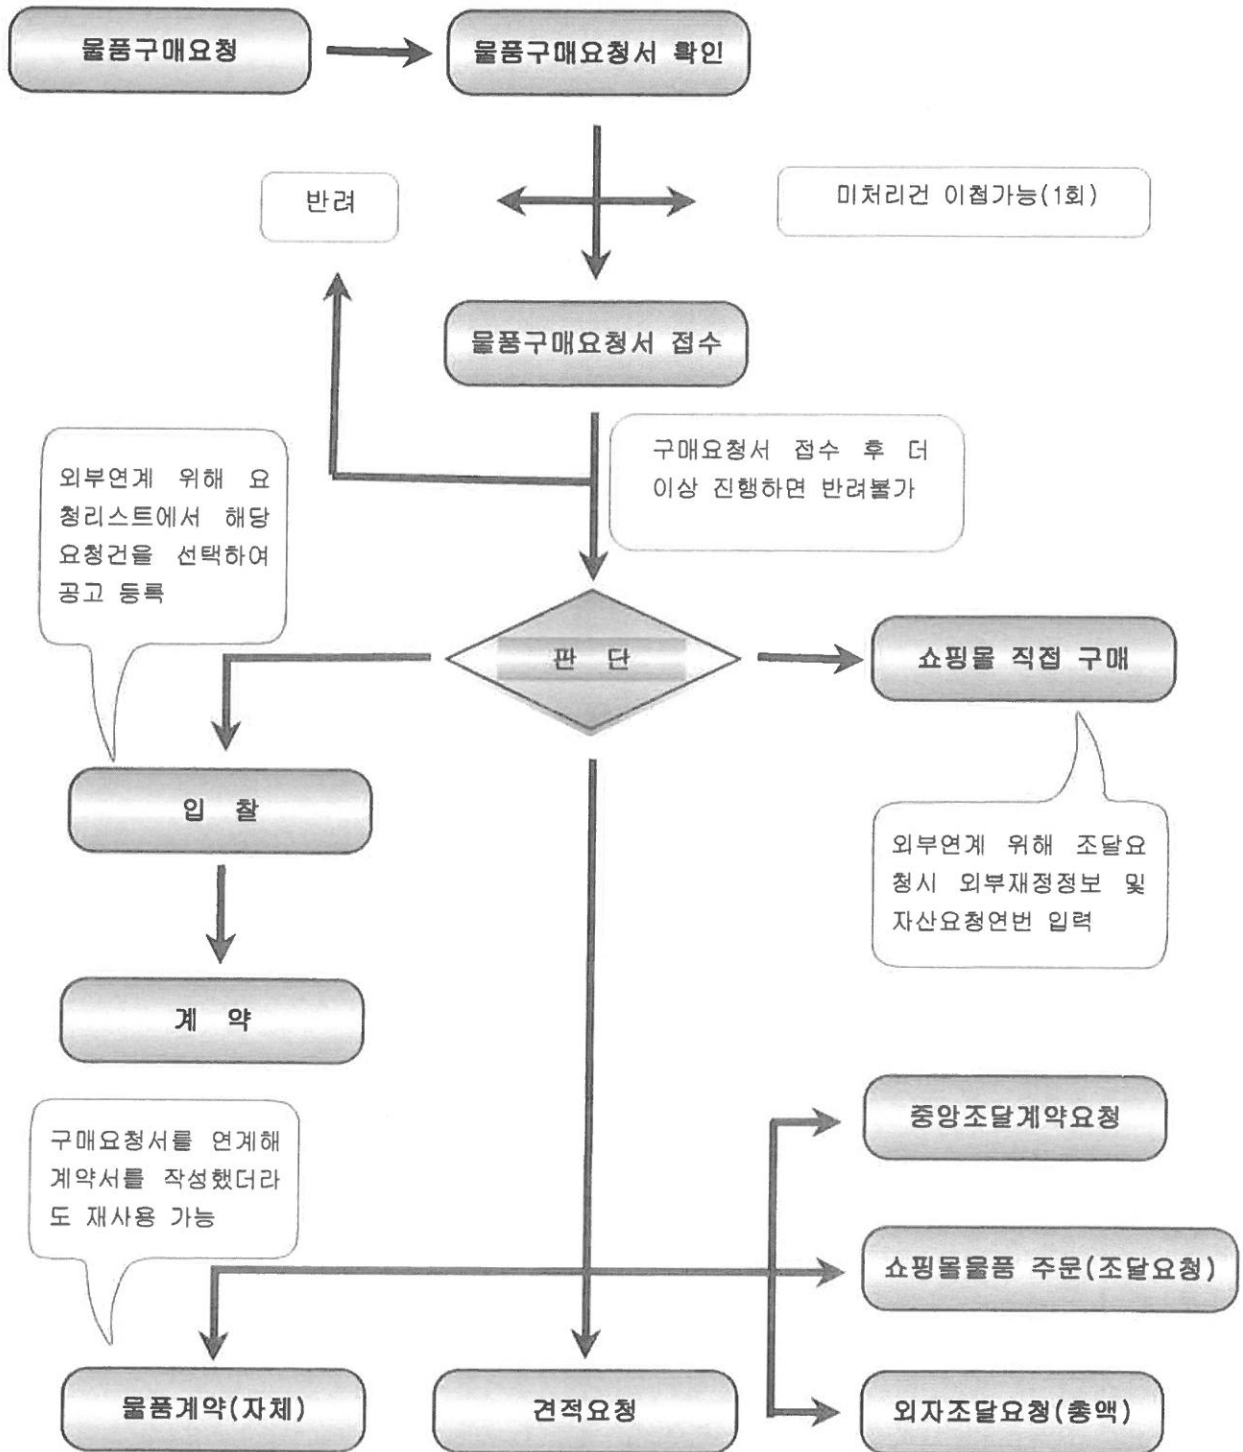 물품구매요청
물품구매요청서 확인
반려
미처리건 이첩가능(1회)
물품구매요청서 접수
구매요청서 접수 후 더
이상 진행하면 반려불가
외부연계 위해 요
청리스트에서 해당
요청건을 선택하여
공고 등록
판 단
쇼핑몰 직접 구매
입 찰
외부연계 위해 조달요
청시 외부재정정보 및
자산요청연번 입력
계 약
구매요청서를 연계해
계약서를 작성했더라
도 재사용 가능
중앙조달계약요청
쇼핑몰물품 주문(조달요청)
물품계약(자체)
견적요청
외자조달요청(총액)